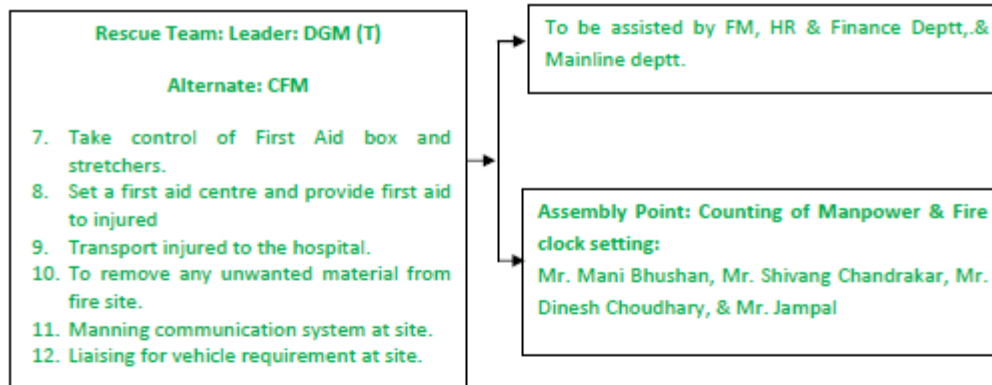 Rescue Team: Leader: DGM (T)
Alternate: CFM
7. Take control of First Aid box and
stretchers.
8. Set a first aid centre and provide first aid
to injured
9. Transport injured to the hospital.
10. To remove any unwanted material from
fire site.
11. Manning communication system at site.
12. Liaising for vehicle requirement at site.
To be assisted by FM, HR & Finance Deptt,.&
Mainline deptt.
Assembly Point: Counting of Manpower & Fire
clock setting:
Mr. Mani Bhushan, Mr. Shivang Chandrakar, Mr.
Dinesh Choudhary, & Mr. Jampal